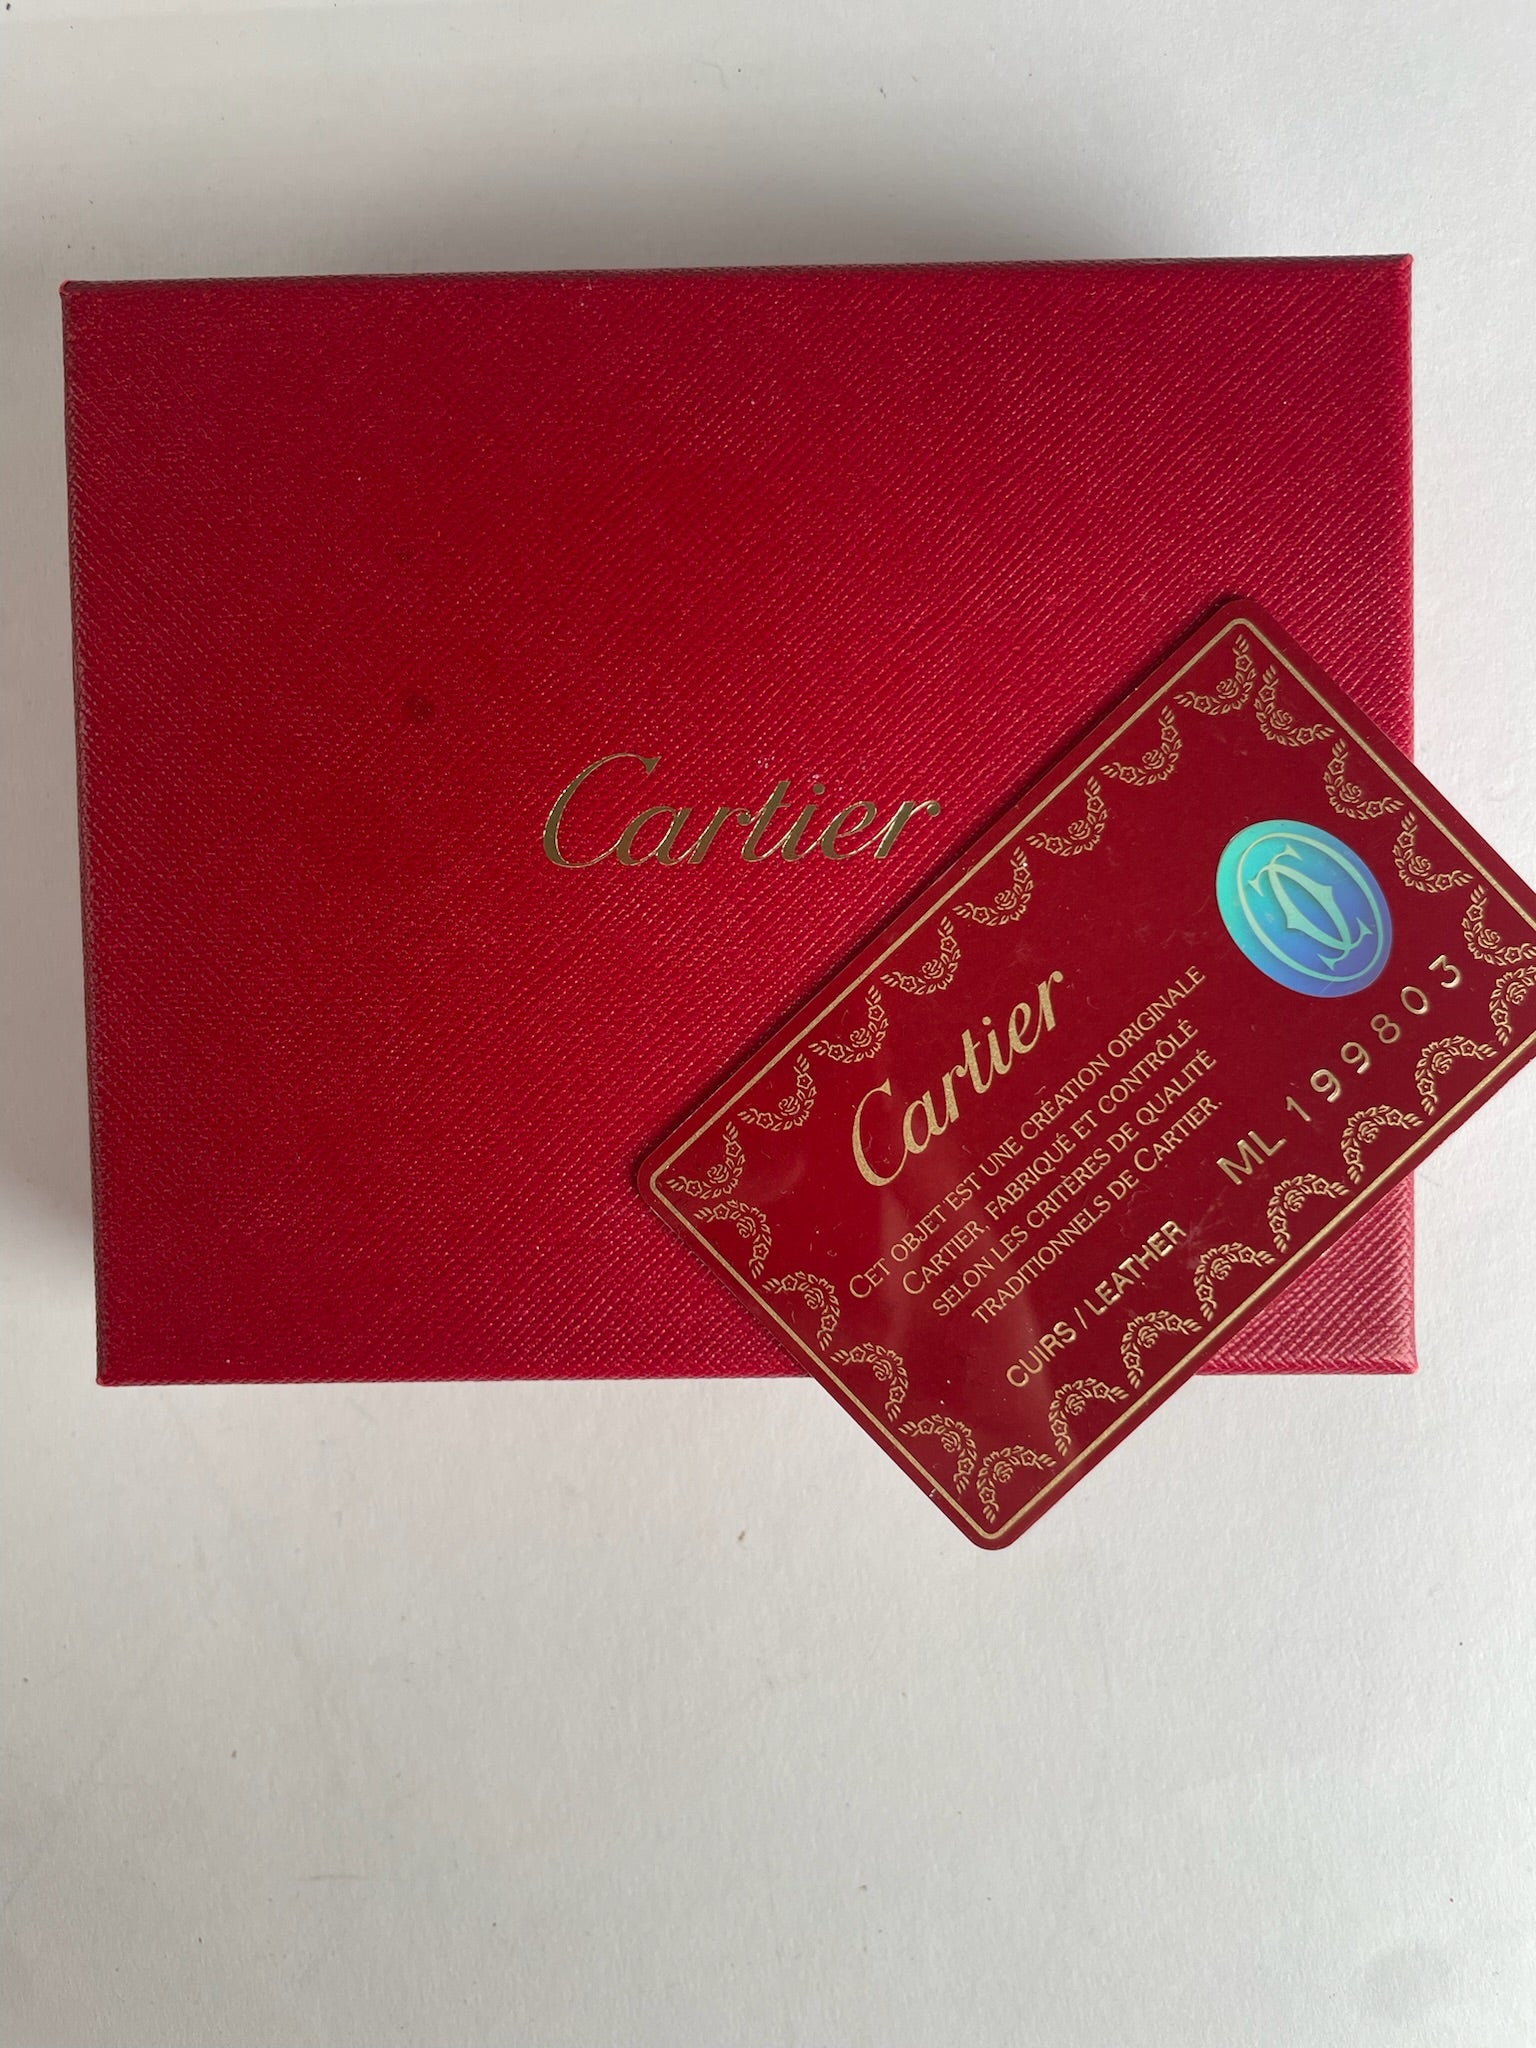 Cartier
Cartier
CET OBJET EST UNE CRÉATION ORIGINALE
CARTIER, FABRIQUÉ ET CONTRÔLÉ
SELON LES CRITÈRES DE QUALITÉ
TRADITIONNELS DE CARTIER.
CUIRS / LEATHER
ML 199803